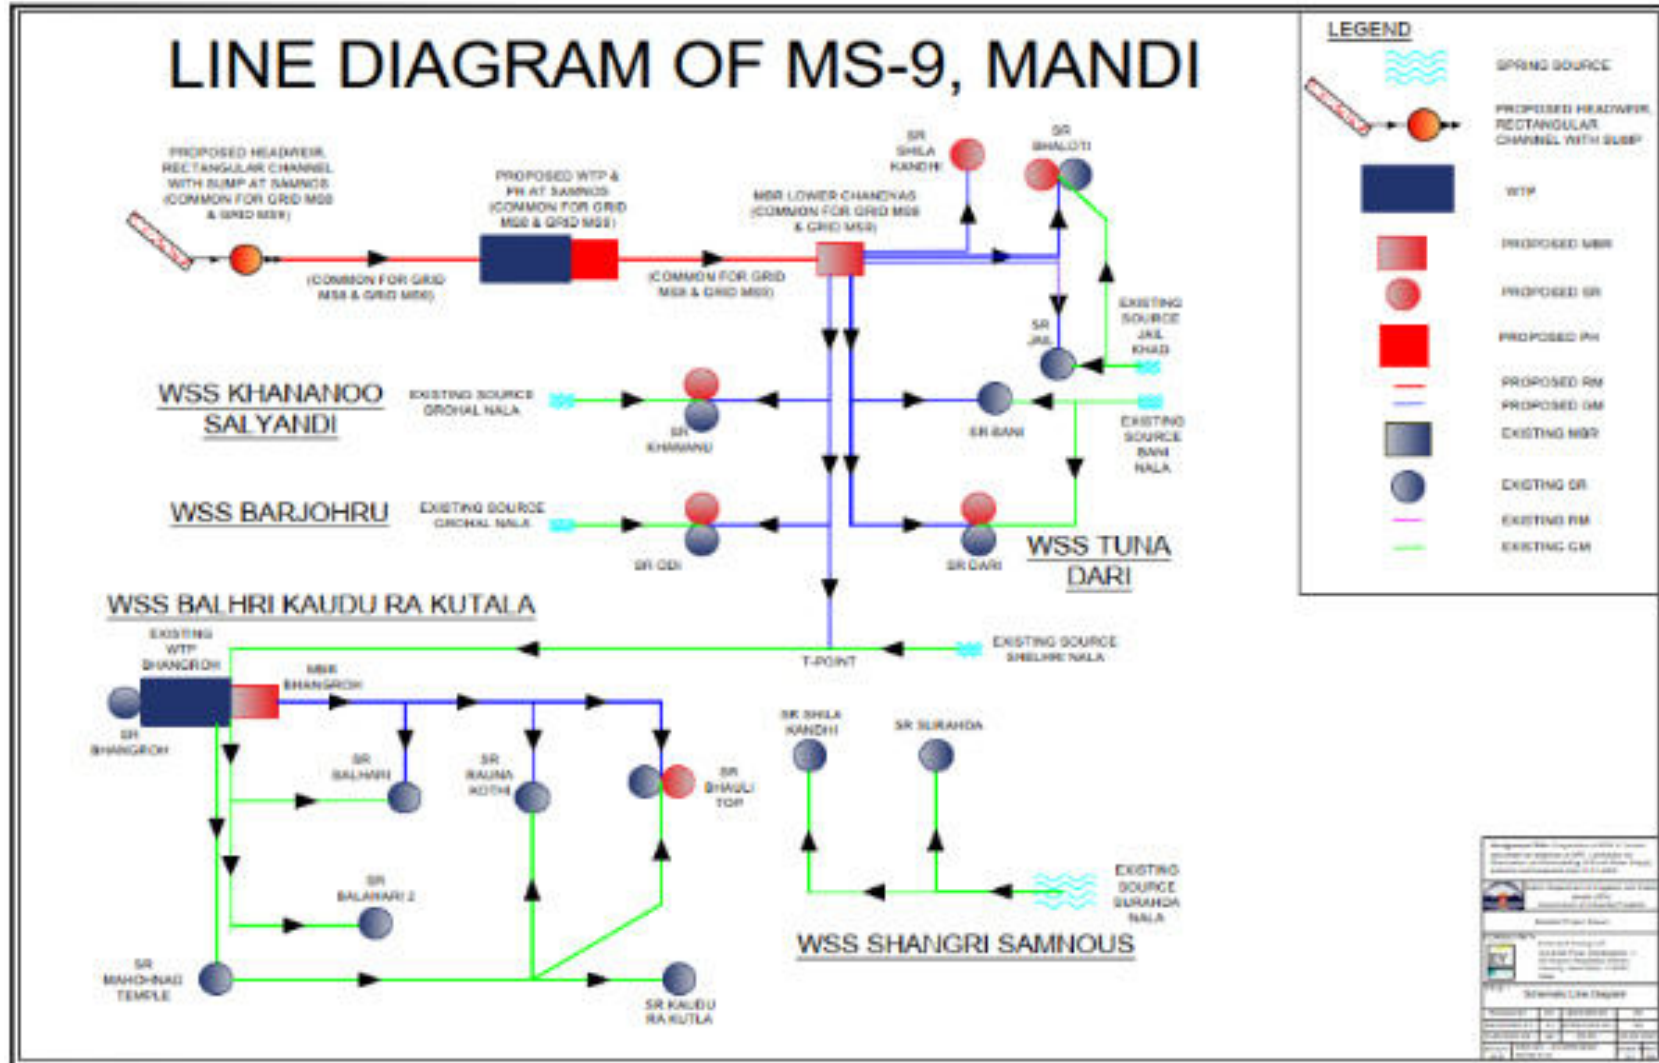 LINE DIAGRAM OF MS-9, MANDI
PROPOSED HEADWEIR,
RECTANGULAR CHANNEL
WITH SUMP AT SAMNOS
(COMMON FOR GRID MS8
& GRID MS9)
(COMMON FOR GRID
MS8 & GRID MS9)
PROPOSED WTP &
PH AT SAMNOS
(COMMON FOR GRID
MS8 & GRID MS9)
(COMMON FOR GRID
MS8 & GRID MS9)
MBR LOWER CHANDYAS
(COMMON FOR GRID MS8
& GRID MS9)
SR
SHILA
KANDHI
SR
BHALOTI
SR
JAIL
EXISTING
SOURCE
JAIL
KHAD
WSS KHANANOO
SALYANDI
EXISTING SOURCE
GROHAL NALA
SR
KHANANU
SR BANI
EXISTING
SOURCE
BANI
NALA
WSS BARJOHRU
EXISTING SOURCE
GROHAL NALA
SR ODI
SR DARI
WSS TUNA
DARI
WSS BALHRI KAUDU RA KUTALA
EXISTING
WTP
BHANGROH
MBR
BHANGROH
SR
BHANGROH
T-POINT
EXISTING SOURCE
SHELHRI NALA
SR
BALHARI
SR
RAUNA
KOTHI
SR
BHAULI
TOP
SR
BALAHARI 2
SR
MAHOHNAG
TEMPLE
SR KAUDU
RA KUTLA
SR SHILA
KANDHI
SR SURAHDA
EXISTING
SOURCE
SURAHDA
NALA
WSS SHANGRI SAMNOUS
LEGEND
SPRING SOURCE
PROPOSED HEADWEIR,
RECTANGULAR
CHANNEL WITH SUMP
WTP
PROPOSED MBR
PROPOSED SR
PROPOSED PH
PROPOSED RM
PROPOSED GM
EXISTING MBR
EXISTING SR
EXISTING RM
EXISTING GM
EY
Schematic Line Diagram